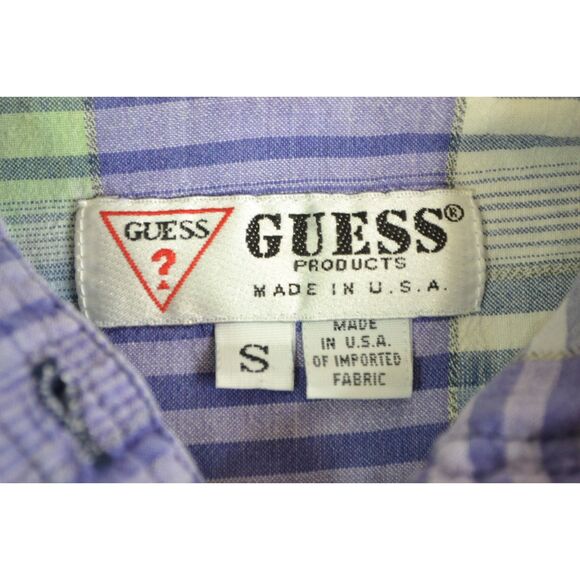 GUESS
?
GUESS®
PRODUCTS
MADE IN U.S.A.
S
MADE
IN U.S.A.
OF IMPORTED
FABRIC